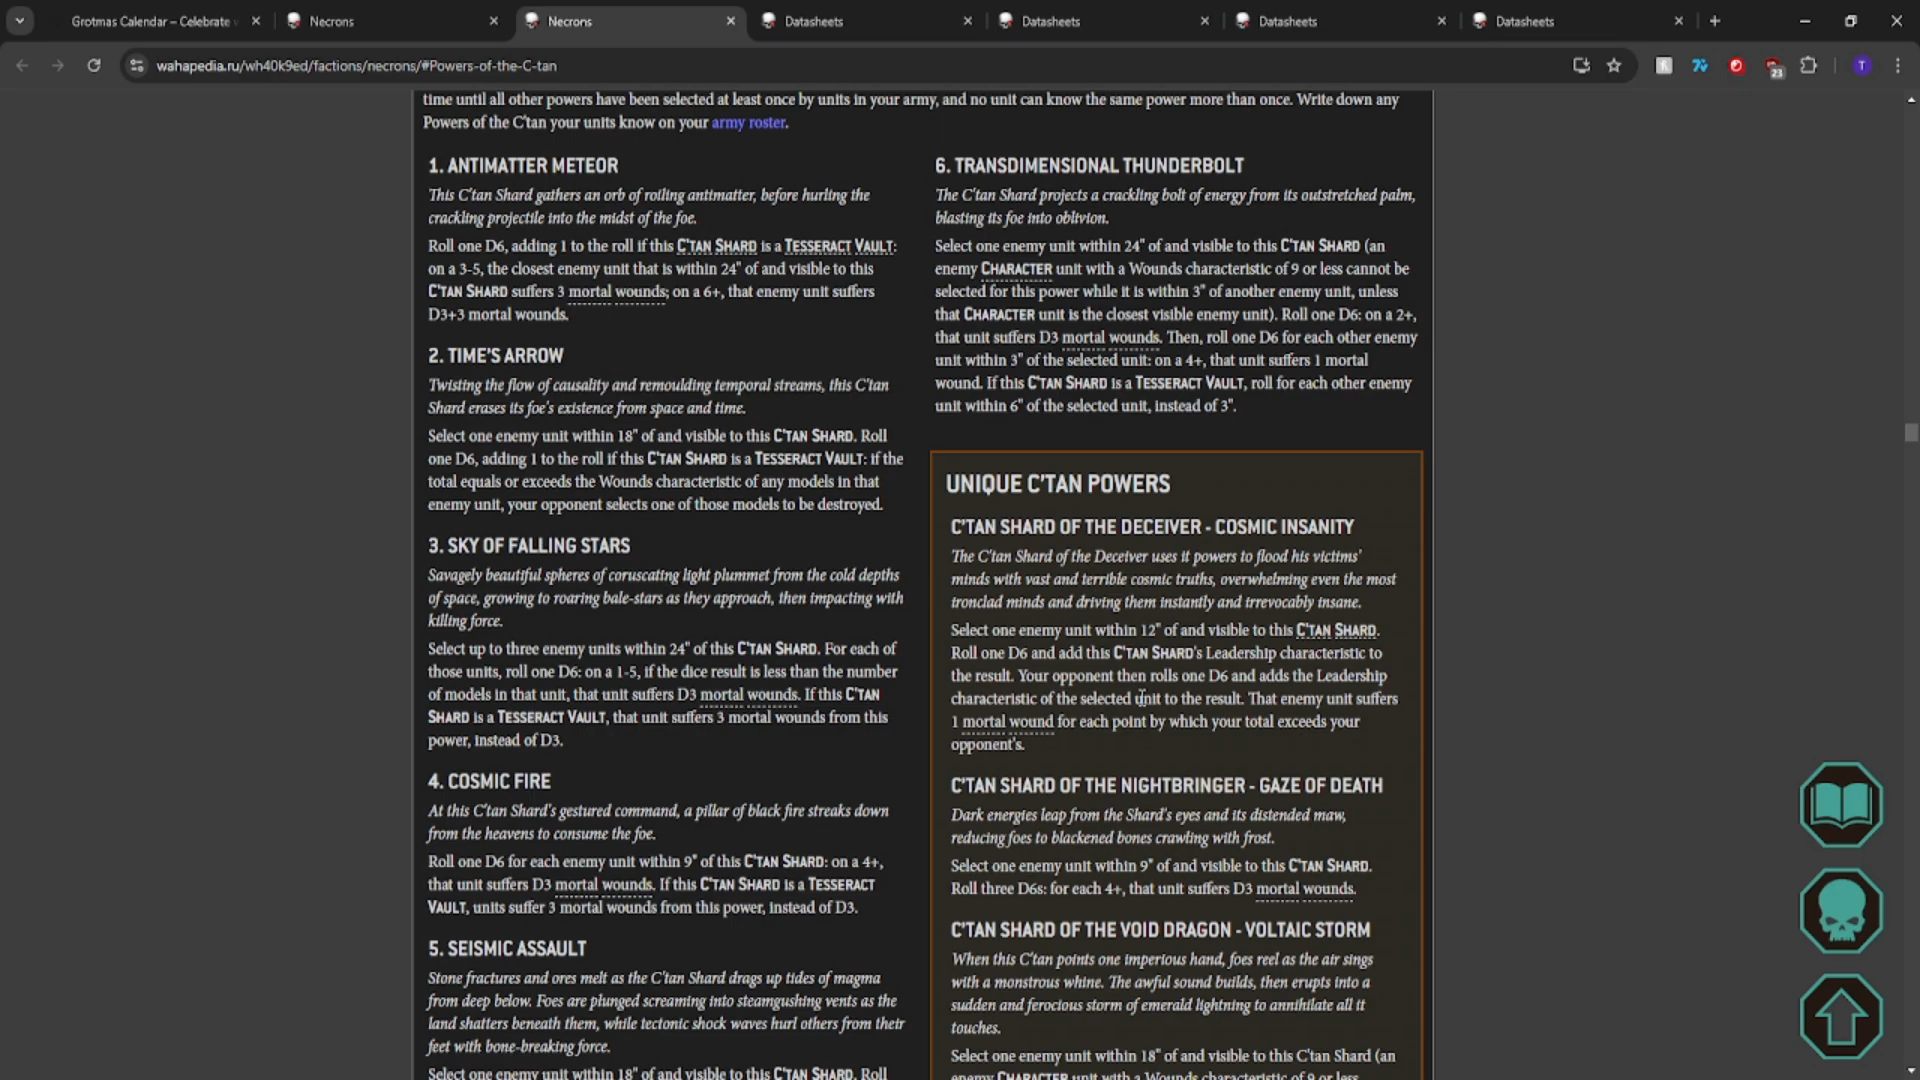 Grotmas Calendar – Celebrate
Necrons
Necrons
Datasheets
Datasheets
Datasheets
Datasheets
wahapedia.ru/wh40k9ed/factions/necrons/#Powers-of-the-C-tan
23
T
time until all other powers have been selected at least once by units in your army, and no unit can know the same power more than once. Write down any
Powers of the C'tan your units know on your army roster.
1. ANTIMATTER METEOR
This C'tan Shard gathers an orb of roiling antimatter, before hurling the
crackling projectile into the midst of the foe.
Roll one D6, adding 1 to the roll if this C'TAN SHARD is a TESSERACT VAULT:
on a 3-5, the closest enemy unit that is within 24" of and visible to this
C'TAN SHARD suffers 3 mortal wounds; on a 6+, that enemy unit suffers
D3+3 mortal wounds.
2. TIME'S ARROW
Twisting the flow of causality and remoulding temporal streams, this C'tan
Shard erases its foe's existence from space and time.
Select one enemy unit within 18" of and visible to this C'TAN SHARD. Roll
one D6, adding 1 to the roll if this C'TAN SHARD is a TESSERACT VAULT: if the
total equals or exceeds the Wounds characteristic of any models in that
enemy unit, your opponent selects one of those models to be destroyed.
3. SKY OF FALLING STARS
Savagely beautiful spheres of coruscating light plummet from the cold depths
of space, growing to roaring bale-stars as they approach, then impacting with
killing force.
Select up to three enemy units within 24" of this C'TAN SHARD. For each of
those units, roll one D6: on a 1-5, if the dice result is less than the number
of models in that unit, that unit suffers D3 mortal wounds. If this C'TAN
SHARD is a TESSERACT VAULT, that unit suffers 3 mortal wounds from this
power, instead of D3.
4. COSMIC FIRE
At this C'tan Shard's gestured command, a pillar of black fire streaks down
from the heavens to consume the foe.
Roll one D6 for each enemy unit within 9" of this C'TAN SHARD: on a 4+,
that unit suffers D3 mortal wounds. If this C'TAN SHARD is a TESSERACT
VAULT, units suffer 3 mortal wounds from this power, instead of D3.
5. SEISMIC ASSAULT
Stone fractures and ores melt as the C'tan Shard drags up tides of magma
from deep below. Foes are plunged screaming into steamgushing vents as the
land shatters beneath them, while tectonic shock waves hurl others from their
feet with bone-breaking force.
Select one enemy unit within 18" of and visible to this C'TAN SHARD. Roll
6. TRANSDIMENSIONAL THUNDERBOLT
The C'tan Shard projects a crackling bolt of energy from its outstretched palm,
blasting its foe into oblivion.
Select one enemy unit within 24" of and visible to this C'TAN SHARD (an
enemy CHARACTER unit with a Wounds characteristic of 9 or less cannot be
selected for this power while it is within 3" of another enemy unit, unless
that CHARACTER unit is the closest visible enemy unit). Roll one D6: on a 2+,
that unit suffers D3 mortal wounds. Then, roll one D6 for each other enemy
unit within 3" of the selected unit: on a 4+, that unit suffers 1 mortal
wound. If this C'TAN SHARD is a TESSERACT VAULT, roll for each other enemy
unit within 6" of the selected unit, instead of 3".
UNIQUE C'TAN POWERS
C'TAN SHARD OF THE DECEIVER - COSMIC INSANITY
The C'tan Shard of the Deceiver uses it powers to flood his victims'
minds with vast and terrible cosmic truths, overwhelming even the most
ironclad minds and driving them instantly and irrevocably insane.
Select one enemy unit within 12" of and visible to this C'TAN SHARD.
Roll one D6 and add this C'TAN SHARD's Leadership characteristic to
the result. Your opponent then rolls one D6 and adds the Leadership
characteristic of the selected unit to the result. That enemy unit suffers
1 mortal wound for each point by which your total exceeds your
opponent's.
C'TAN SHARD OF THE NIGHTBRINGER - GAZE OF DEATH
Dark energies leap from the Shard's eyes and its distended maw,
reducing foes to blackened bones crawling with frost.
Select one enemy unit within 9" of and visible to this C'TAN SHARD.
Roll three D6s: for each 4+, that unit suffers D3 mortal wounds.
C'TAN SHARD OF THE VOID DRAGON - VOLTAIC STORM
When this C'tan points one imperious hand, foes reel as the air sings
with a monstrous whine. The awful sound builds, then erupts into a
sudden and ferocious storm of emerald lightning to annihilate all it
touches.
Select one enemy unit within 18" of and visible to this C'tan Shard (an
enemy CHARACTER unit with a Wounds characteristic of 9 or less